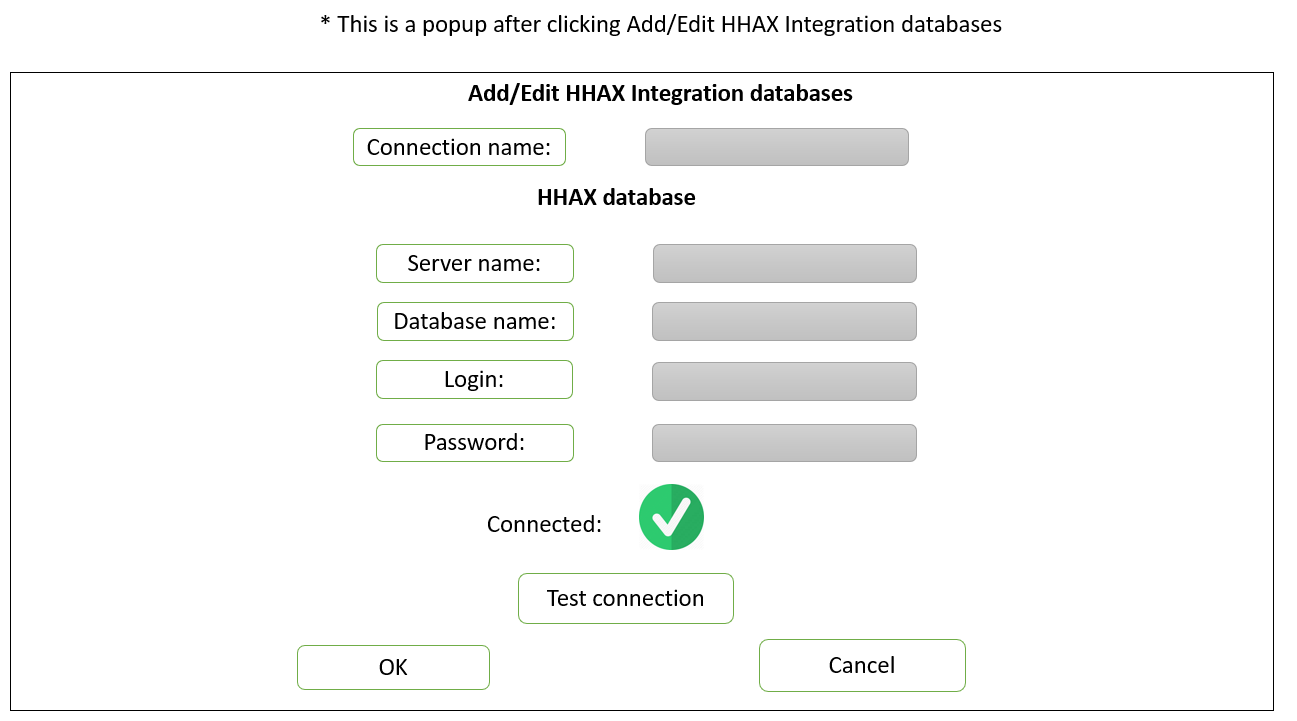 * This is a popup after clicking Add/Edit HHAX Integration databases
Add/Edit HHAX Integration databases
Connection name:
HHAX database
Server name:
Database name:
Login:
Password:
Connected:
Test connection
OK
Cancel